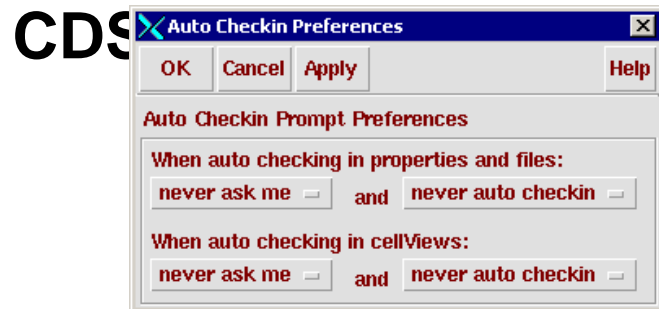 CDS
Auto Checkin Preferences
OK Cancel Apply Help
Auto Checkin Prompt Preferences
When auto checking in properties and files:
never ask me and never auto checkin
When auto checking in cellViews:
never ask me and never auto checkin